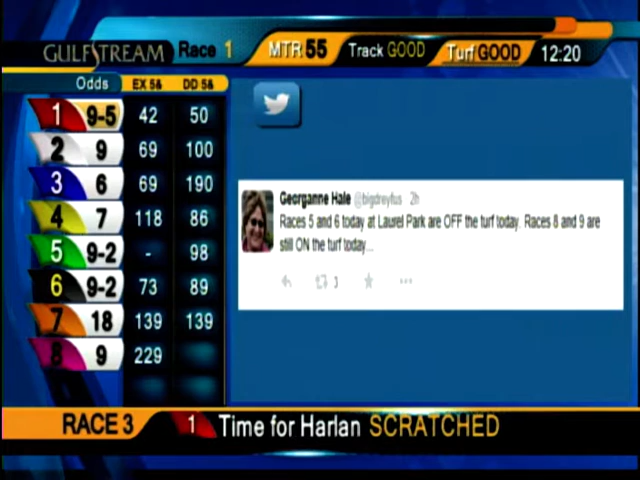 GULFSTREAM Race 1 MTR 55 Track GOOD Turf GOOD 12:20
Odds EX 5& DD 5&
1 9-5 42 50
2 9 69 100
3 6 69 190
4 7 118 86
5 9-2 - 98
6 9-2 73 89
7 18 139 139
8 9 229
Georganne Hale @bigdreyfus 2h
Races 5 and 6 today at Laurel Park are OFF the turf today. Races 8 and 9 are
still ON the turf today...
3
RACE 3 1 Time for Harlan SCRATCHED